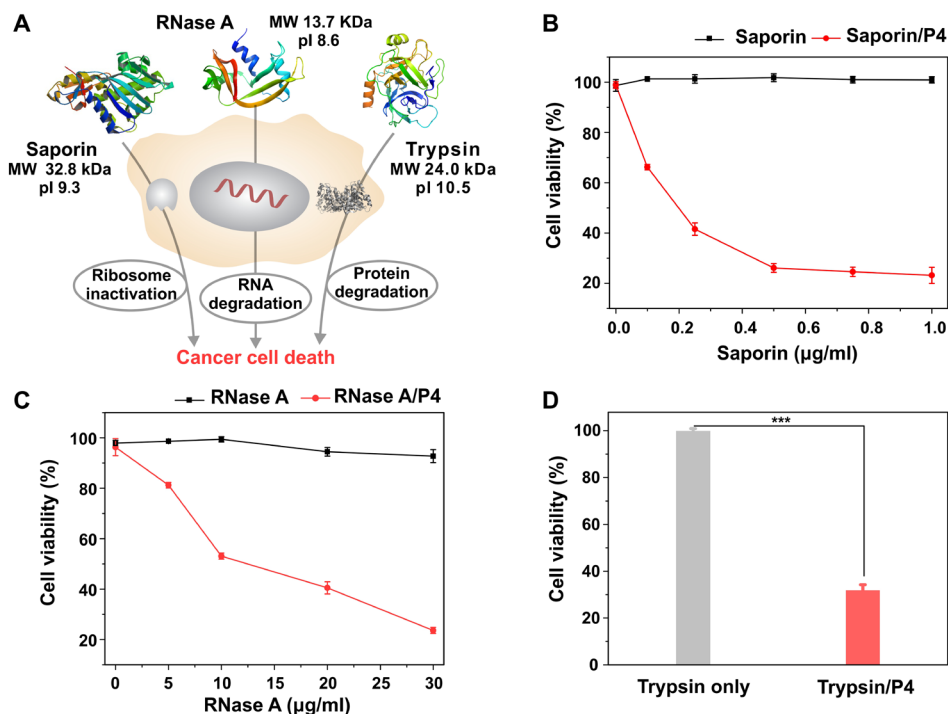 A
RNase A
MW 13.7 KDa
pI 8.6
Saporin
MW 32.8 kDa
pI 9.3
Trypsin
MW 24.0 kDa
pI 10.5
Ribosome
inactivation
RNA
degradation
Protein
degradation
Cancer cell death
B
Saporin
Saporin/P4
Cell viability (%)
120
100
80
60
40
20
0.0
0.2
0.4
0.6
0.8
1.0
Saporin (µg/ml)
C
RNase A
RNase A/P4
Cell viability (%)
100
80
60
40
20
0
5
10
15
20
25
30
RNase A (µg/ml)
D
Cell viability (%)
100
80
60
40
20
0
***
Trypsin only
Trypsin/P4